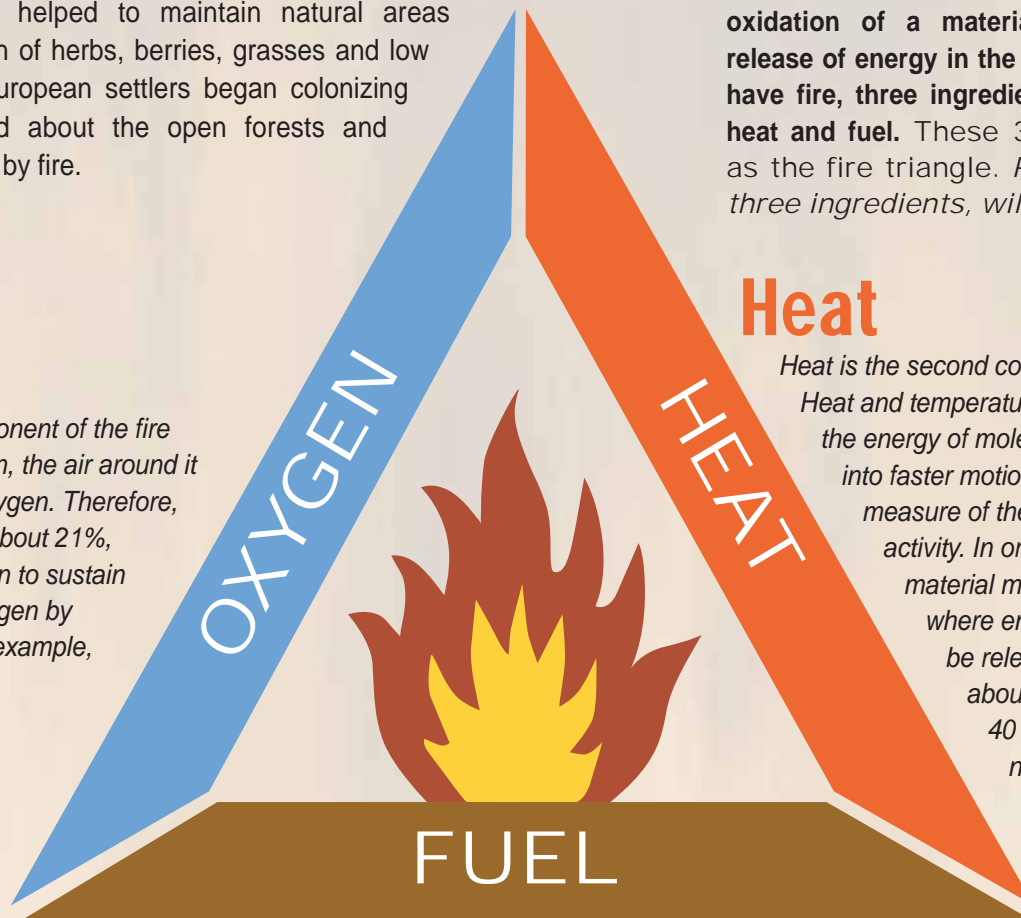 helped to maintain natural areas
of herbs, berries, grasses and low
uropean settlers began colonizing
about the open forests and
by fire.
onent of the fire
n, the air around it
ygen. Therefore,
bout 21%,
n to sustain
gen by
example,
OXYGEN
HEAT
FUEL
oxidation of a materia
release of energy in the
have fire, three ingredie
heat and fuel. These 3
as the fire triangle.
three ingredients, wil
Heat
Heat is the second co
Heat and temperatu
the energy of mole
into faster motio
measure of the
activity. In or
material m
where en
be rele
abou
40
n